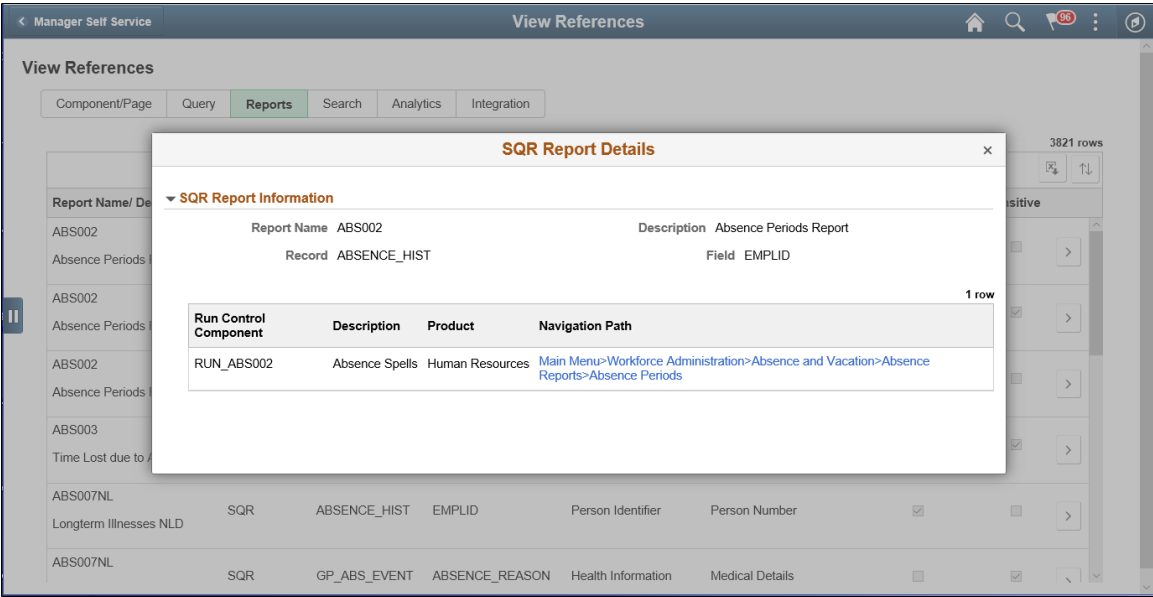 Manager Self Service
View References
96
View References
Component/Page Query Reports Search Analytics Integration
3821 rows
SQR Report Details
×
Report Name/ De
sitive
SQR Report Information
Report Name ABS002
Description Absence Periods Report
Record ABSENCE_HIST
Field EMPLID
1 row
Run Control Component Description Product Navigation Path
RUN_ABS002 Absence Spells Human Resources Main Menu>Workforce Administration>Absence and Vacation>Absence
Reports>Absence Periods
ABS002
Absence Periods
ABS002
Absence Periods
ABS002
Absence Periods
ABS003
Time Lost due to
ABS007NL
Longterm Illnesses NLD
SQR ABSENCE_HIST EMPLID Person Identifier Person Number
ABS007NL
SQR GP_ABS_EVENT ABSENCE_REASON Health Information Medical Details